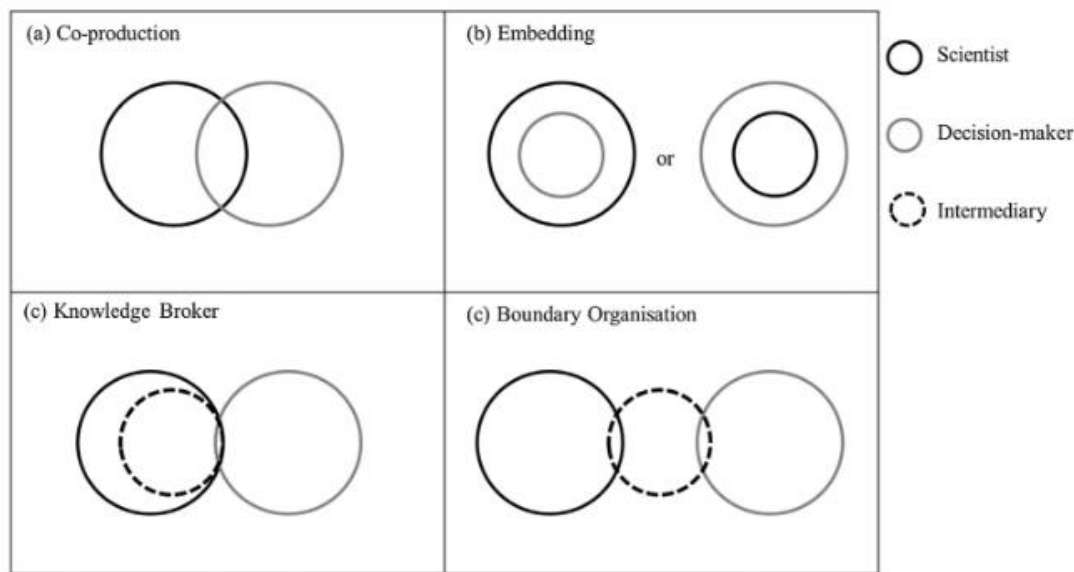 (a) Co-production
(b) Embedding
or
Scientist
Decision-maker
Intermediary
(c) Knowledge Broker
(c) Boundary Organisation